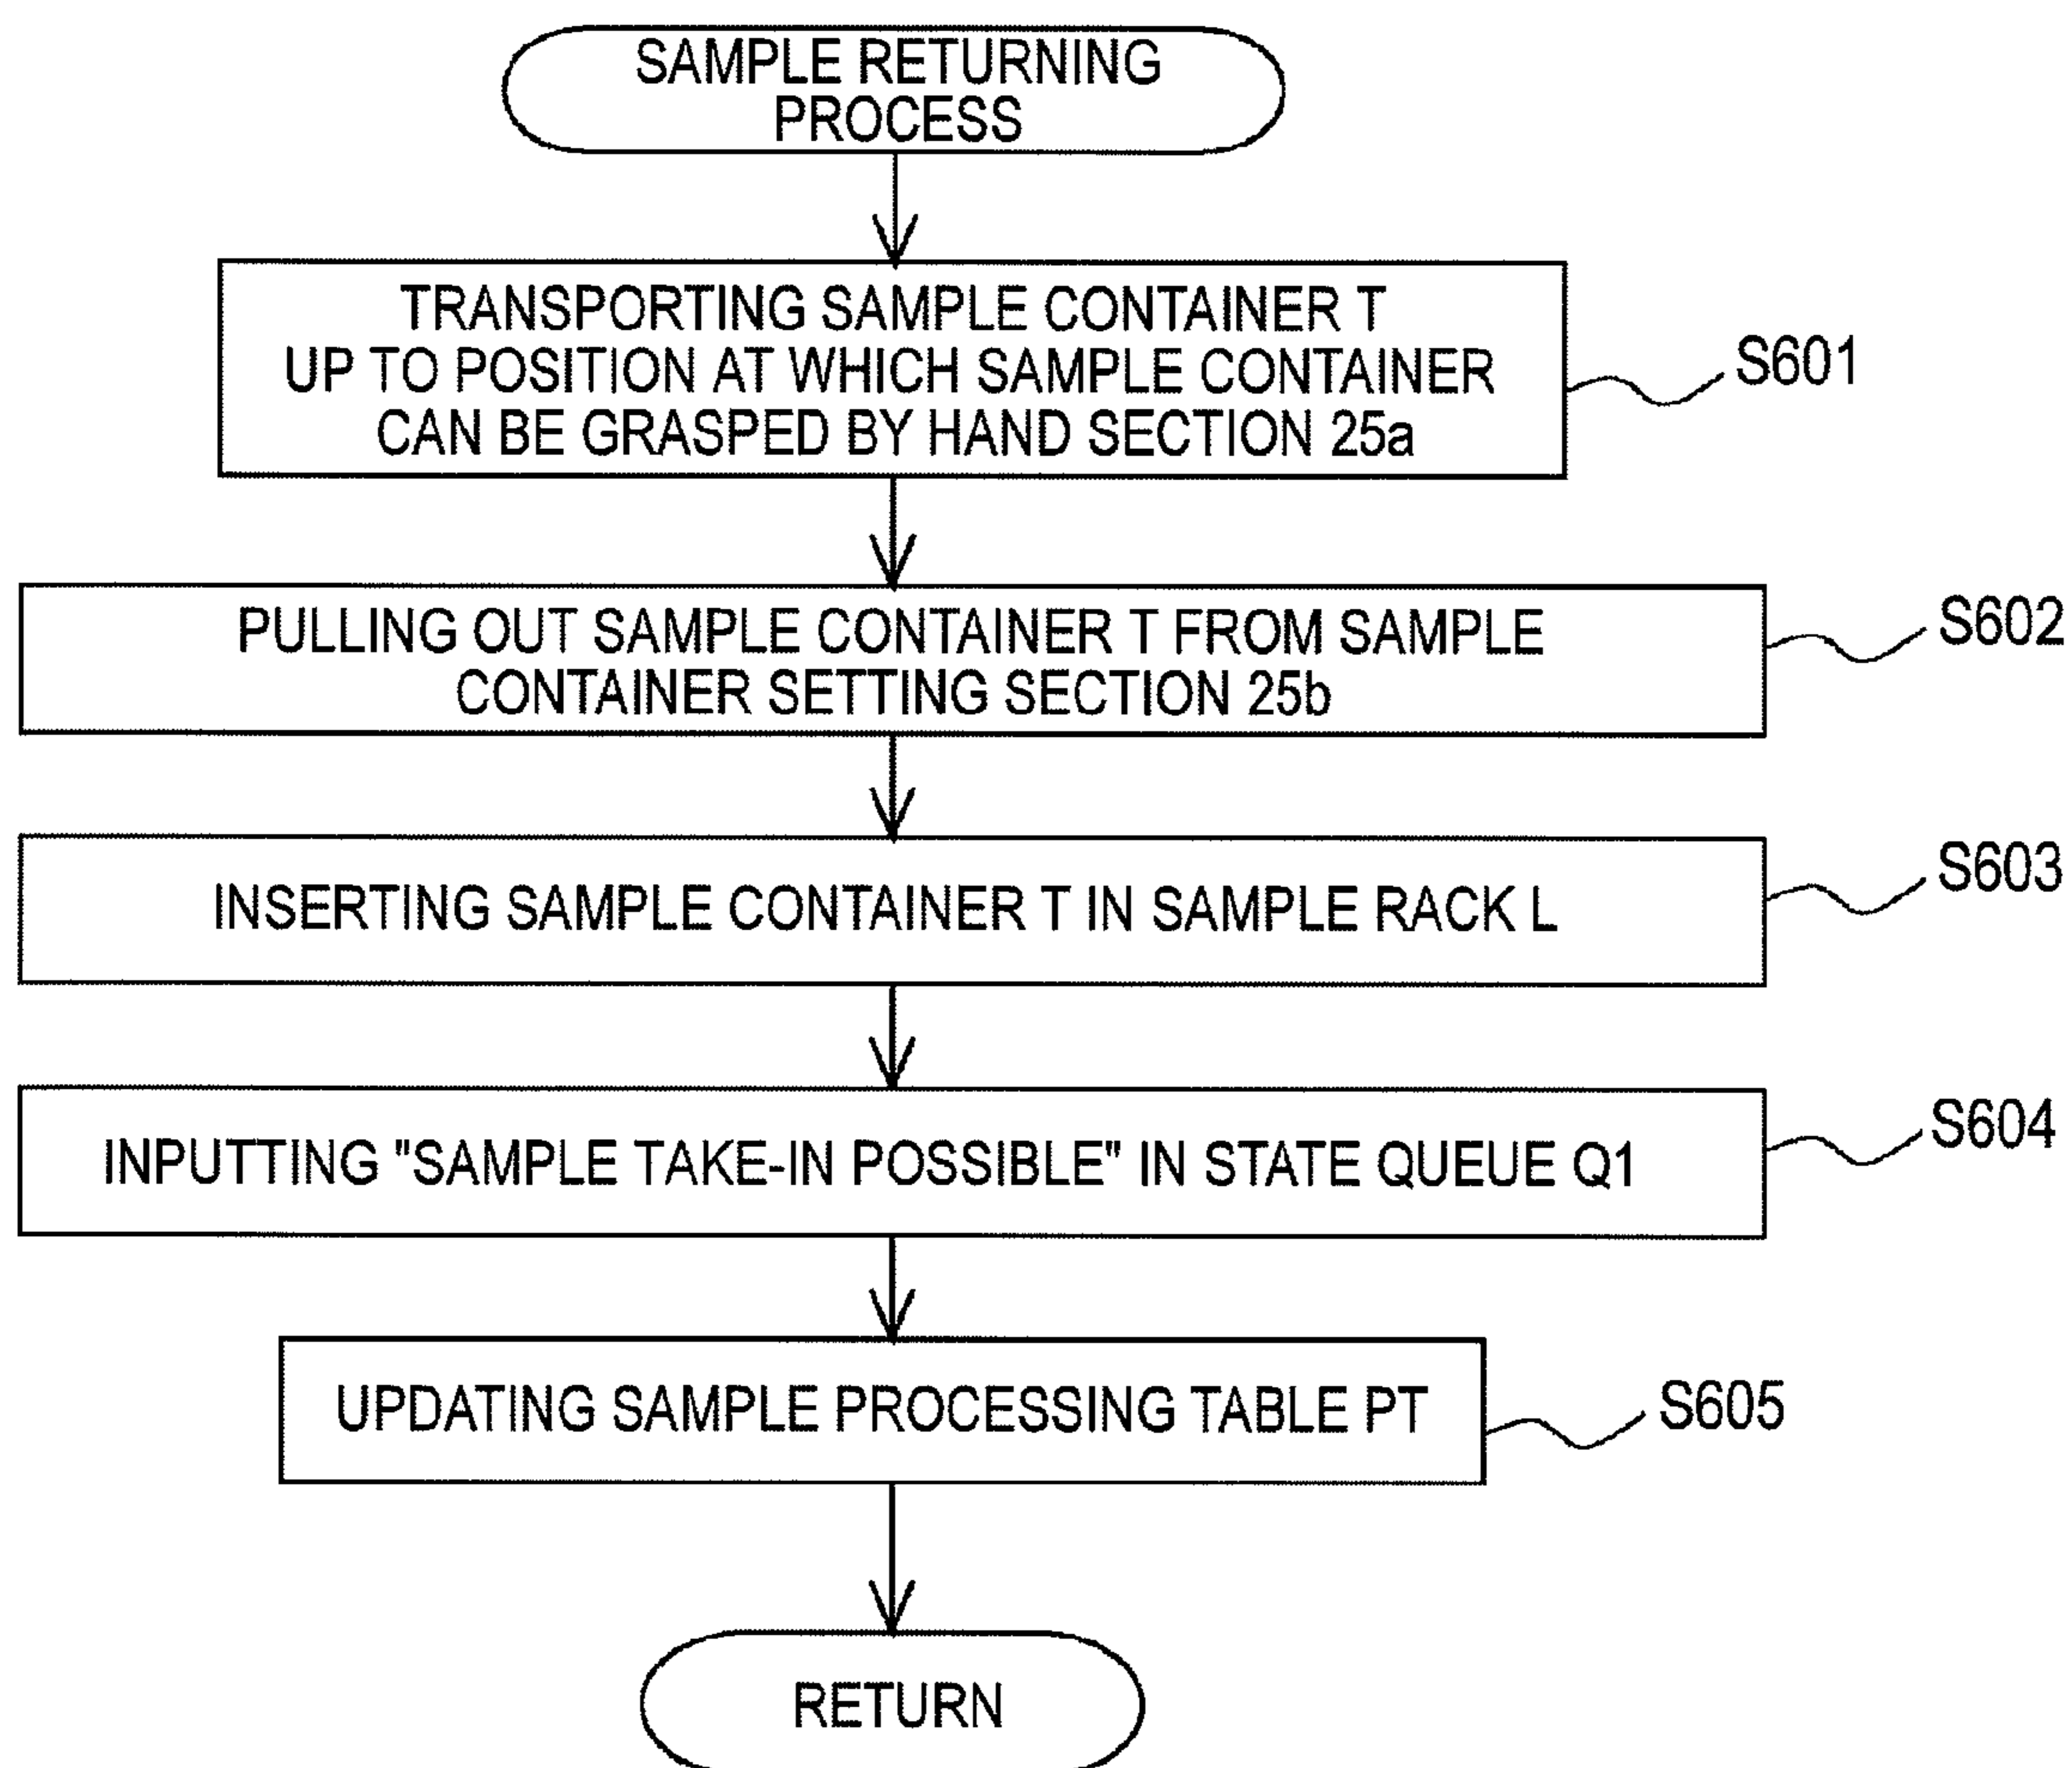 SAMPLE RETURNING
PROCESS
TRANSPORTING SAMPLE CONTAINER T
UP TO POSITION AT WHICH SAMPLE CONTAINER
CAN BE GRASPED BY HAND SECTION 25a
S601
PULLING OUT SAMPLE CONTAINER T FROM SAMPLE
CONTAINER SETTING SECTION 25b
S602
INSERTING SAMPLE CONTAINER T IN SAMPLE RACK L
S603
INPUTTING "SAMPLE TAKE-IN POSSIBLE" IN STATE QUEUE Q1
S604
UPDATING SAMPLE PROCESSING TABLE PT
S605
RETURN